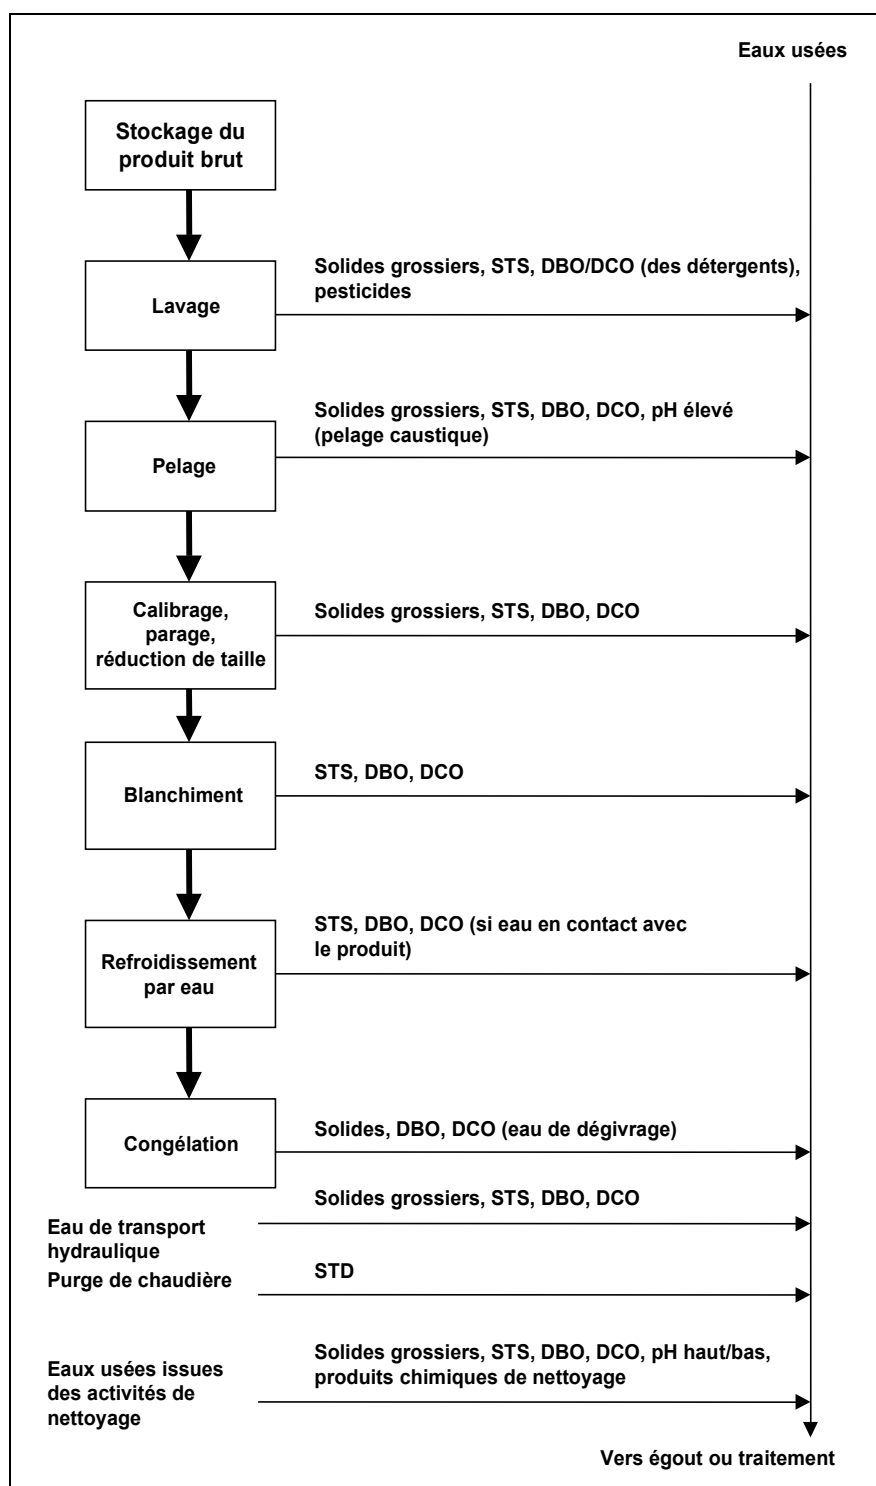 Eaux usées
Stockage du
produit brut
Solides grossiers, STS, DBO/DCO (des détergents),
pesticides
Lavage
Solides grossiers, STS, DBO, DCO, pH élevé
(pelage caustique)
Pelage
Calibrage,
parage,
réduction de taille
Solides grossiers, STS, DBO, DCO
STS, DBO, DCO
Blanchiment
STS, DBO, DCO (si eau en contact avec
le produit)
Refroidissement
par eau
Congélation
Solides, DBO, DCO (eau de dégivrage)
Solides grossiers, STS, DBO, DCO
Eau de transport
hydraulique
Purge de chaudière
STD
Solides grossiers, STS, DBO, DCO, pH haut/bas,
produits chimiques de nettoyage
Eaux usées issues
des activités de
nettoyage
Vers égout ou traitement